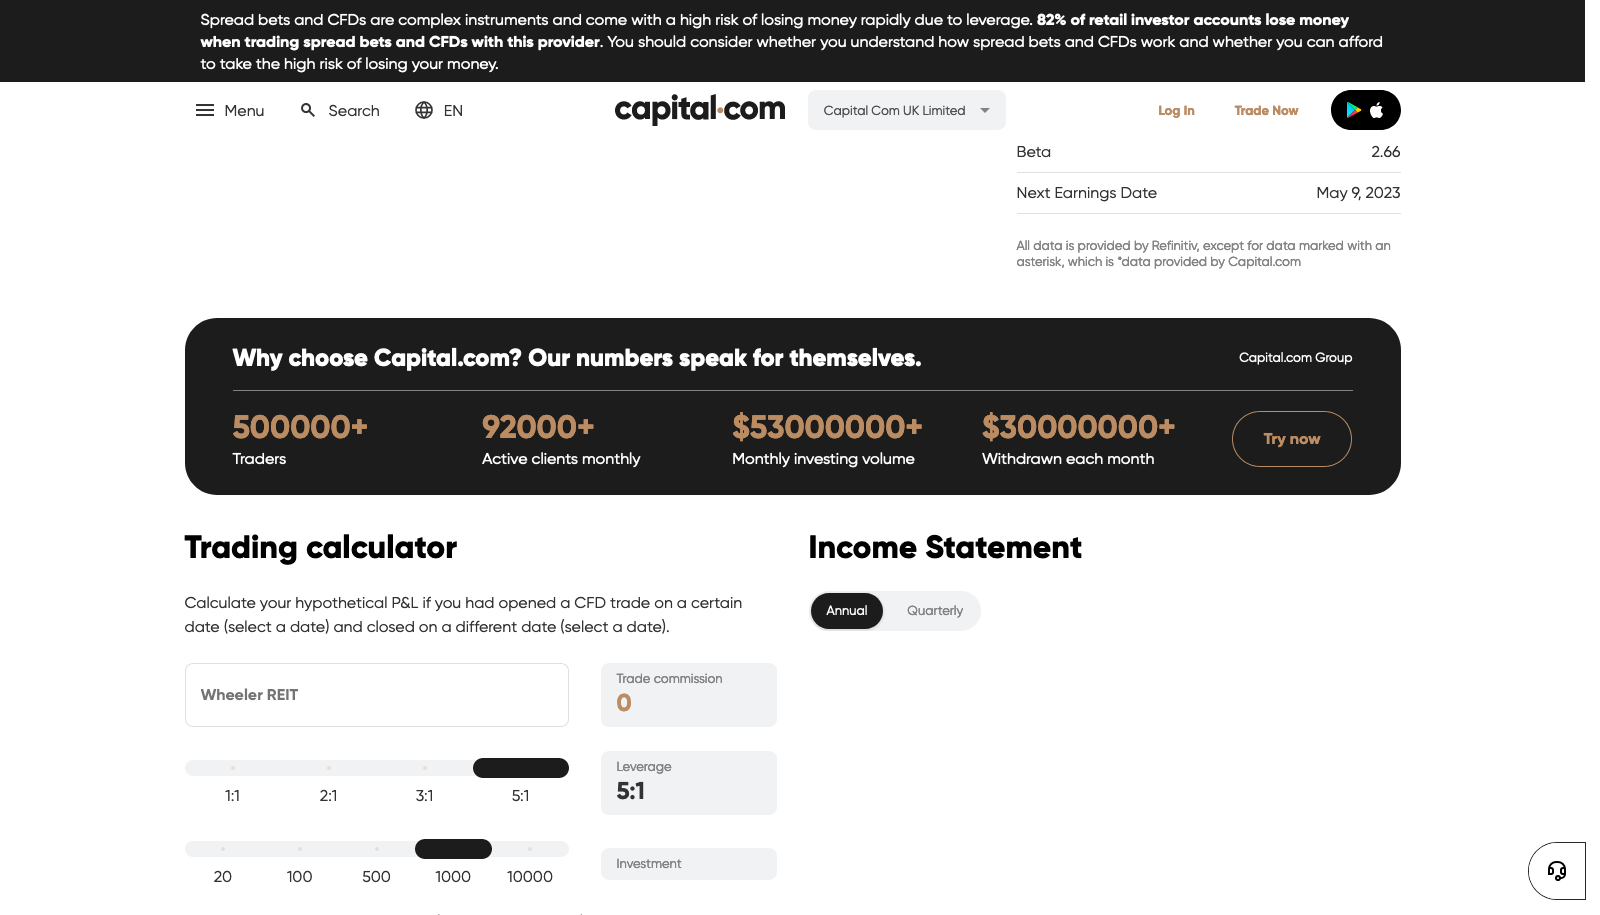 Spread bets and CFDs are complex instruments and come with a high risk of losing money rapidly due to leverage. 82% of retail investor accounts lose money
when trading spread bets and CFDs with this provider. You should consider whether you understand how spread bets and CFDs work and whether you can afford
to take the high risk of losing your money.
Menu Search EN capital.com Capital Com UK Limited Log In Trade Now
Beta 2.66
Next Earnings Date May 9, 2023
All data is provided by Refinitiv, except for data marked with an
asterisk, which is *data provided by Capital.com
Why choose Capital.com? Our numbers speak for themselves. Capital.com Group
500000+ 92000+ $53000000+ $30000000+ Try now
Traders Active clients monthly Monthly investing volume Withdrawn each month
Trading calculator
Calculate your hypothetical P&L if you had opened a CFD trade on a certain
date (select a date) and closed on a different date (select a date).
Wheeler REIT
Trade commission
0
1:1 2:1 3:1 5:1
Leverage
5:1
20 100 500 1000 10000
Investment
Income Statement
Annual Quarterly